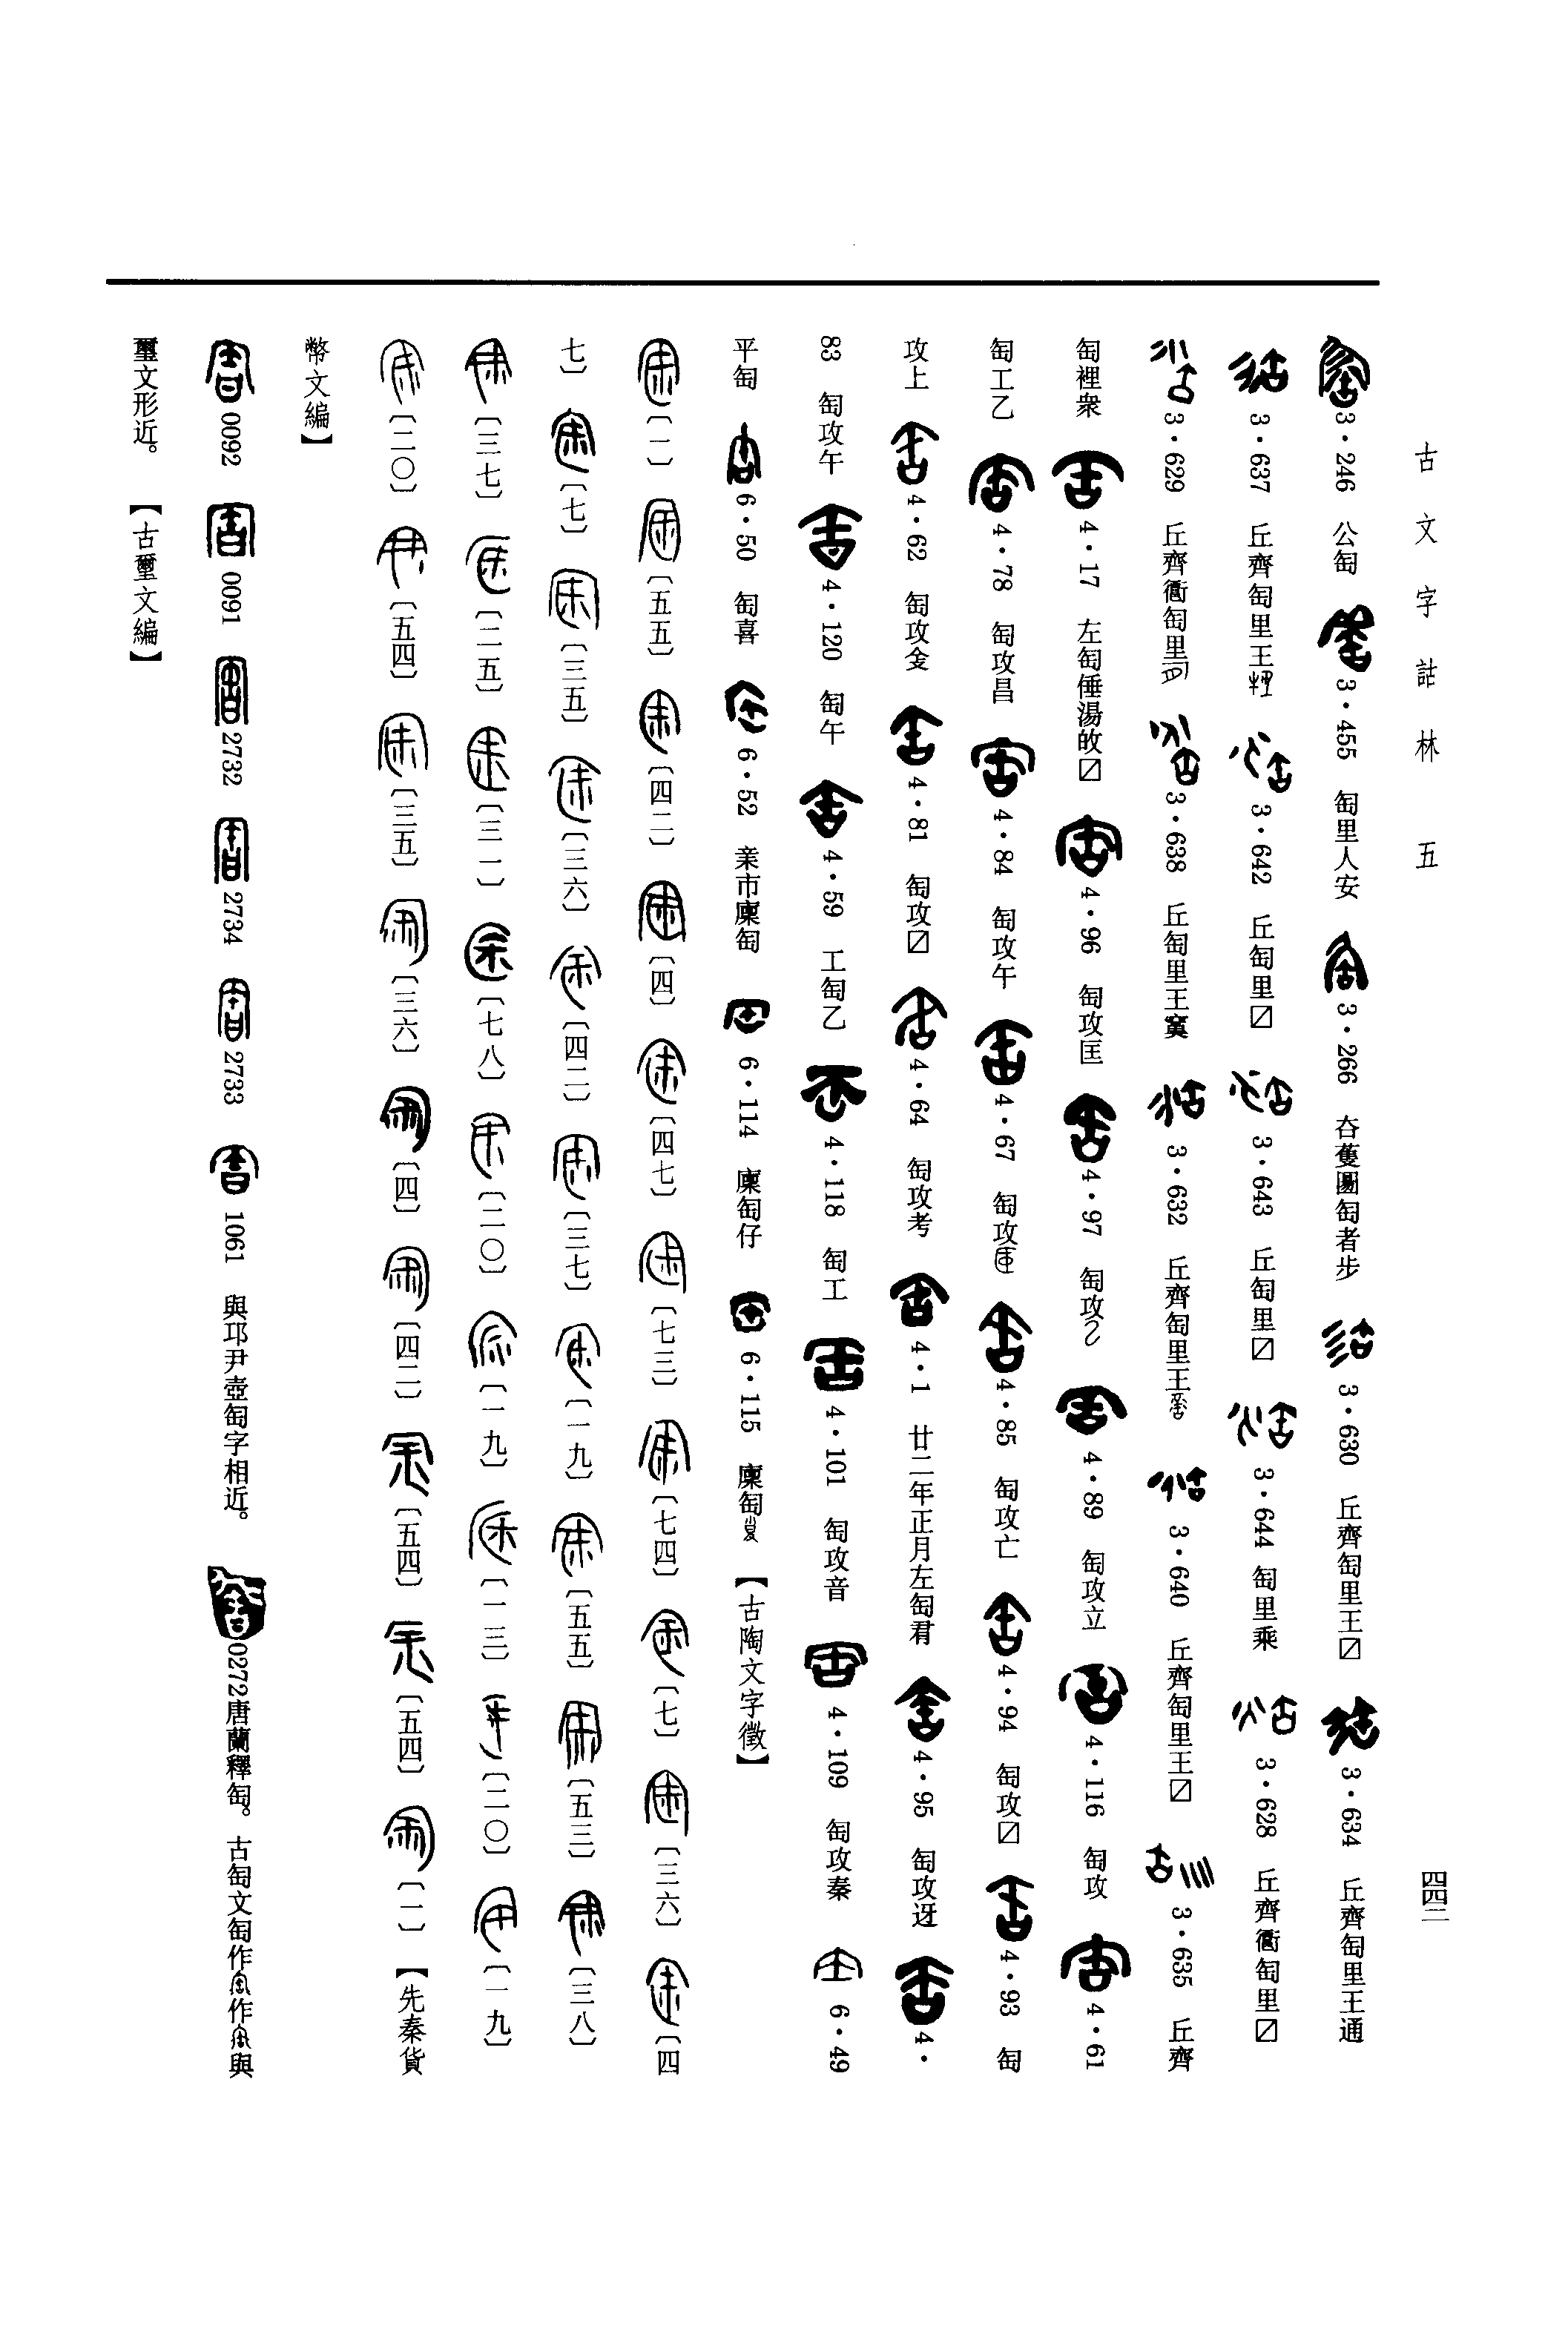 古文字詁林 五
四四二
3·246 公匋 3·455 匋里人安 3·266 夻蒦圜匋者步 3·630 丘齊匋里王☑ 3·634 丘齊匋里王通
3·637 丘齊匋里王 3·642 丘匋里☑ 3·643 丘匋里☑ 3·644 匋里乘 3·628 丘齊衟匋里☑
3·629 丘齊衟匋里 3·638 丘匋里王 3·632 丘齊匋里王 3·640 丘齊匋里王☑ 3·635 丘齊
匋裡衆 4·17 左匋倕湯㪇☑ 4·96 匋攻匡 4·97 匋攻 4·89 匋攻立 4·116 匋攻 4·61
匋工乙 4·78 匋攻昌 4·84 匋攻午 4·67 匋攻 4·85 匋攻亡 4·94 匋攻☑ 4·93 匋
攻上 4·62 匋攻 4·81 匋攻☑ 4·64 匋攻考 4·1 廿二年正月左匋君 4·95 匋攻迓 4·
83 匋攻午 4·120 匋午 4·59 工匋乙 4·118 匋工 4·101 匋攻音 4·109 匋攻秦 6·49
平匋 6·50 匋喜 6·52 業市廩匋 6·114 廩匋仔 6·115 廩匋 【古陶文字徵】
〔一〕 〔五五〕 〔四二〕 〔四〕 〔四七〕 〔七三〕 〔七四〕 〔七〕 〔三六〕 〔四
七〕 〔七〕 〔三五〕 〔三六〕 〔四二〕 〔三七〕 〔一九〕 〔五五〕 〔五三〕 〔三八〕
〔三七〕 〔二五〕 〔三一〕 〔七八〕 〔二〇〕 〔一九〕 〔一三〕 〔二〇〕 〔一九〕
〔二〇〕 〔五四〕 〔三五〕 〔三六〕 〔四〕 〔四二〕 〔五四〕 〔五四〕 〔一一〕 【先秦貨
幣文編】
0092 0091 2732 2734 2733 1061 與邛尹壺匋字相近。 0272唐蘭釋匋。古匋文匋作 作 與
璽文形近。 【古璽文編】